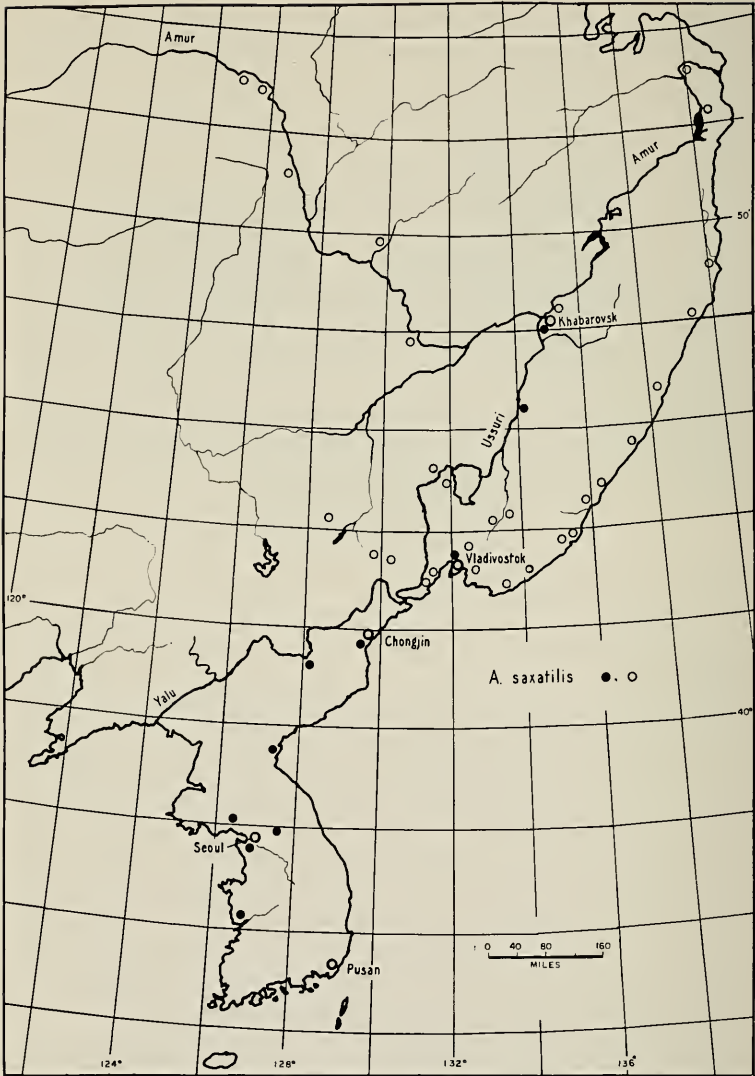 Amur
Amur
50°
Khabarovsk
Ussuri
Vladivostok
120°
Chongjin
A. saxatilis ●, ○
Yalu
40°
Seoul
0 40 80 160
MILES
Pusan
124° 128° 132° 136°